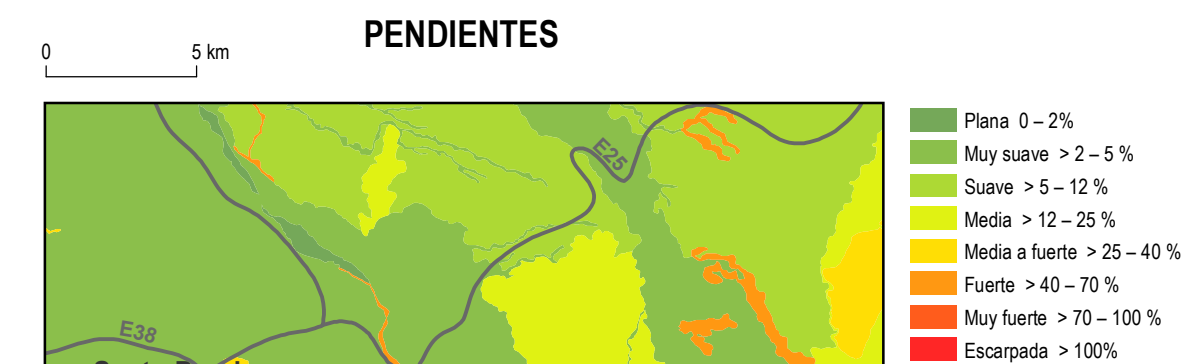 PENDIENTES
0 5 km
E25
E38
Plana 0 – 2%
Muy suave > 2 – 5 %
Suave > 5 – 12 %
Media > 12 – 25 %
Media a fuerte > 25 – 40 %
Fuerte > 40 – 70 %
Muy fuerte > 70 – 100 %
Escarpada > 100%